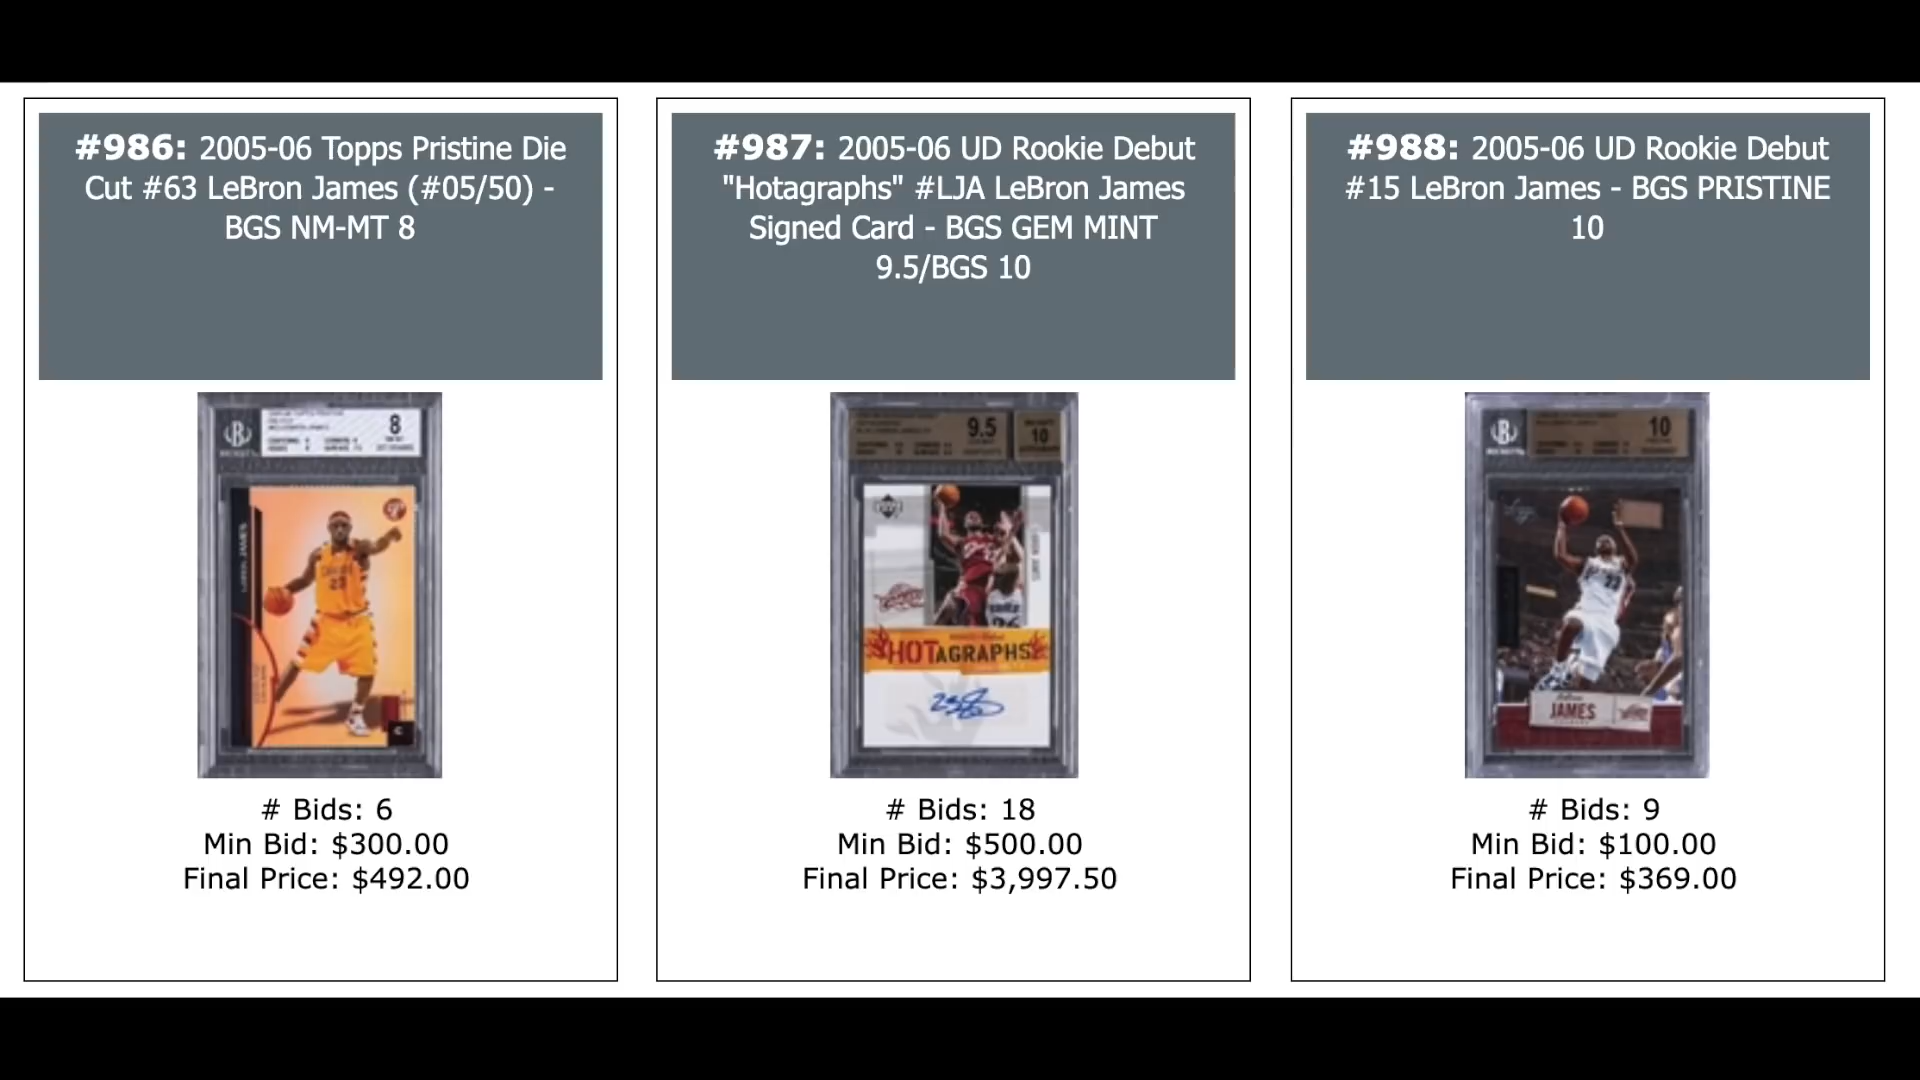 #986: 2005-06 Topps Pristine Die
Cut #63 LeBron James (#05/50) -
BGS NM-MT 8
8
LEBRON JAMES
C
# Bids: 6
Min Bid: $300.00
Final Price: $492.00
#987: 2005-06 UD Rookie Debut
"Hotagraphs" #LJA LeBron James
Signed Card - BGS GEM MINT
9.5/BGS 10
9.5
10
HOTAGRAPHS
# Bids: 18
Min Bid: $500.00
Final Price: $3,997.50
#988: 2005-06 UD Rookie Debut
#15 LeBron James - BGS PRISTINE
10
10
JAMES
# Bids: 9
Min Bid: $100.00
Final Price: $369.00